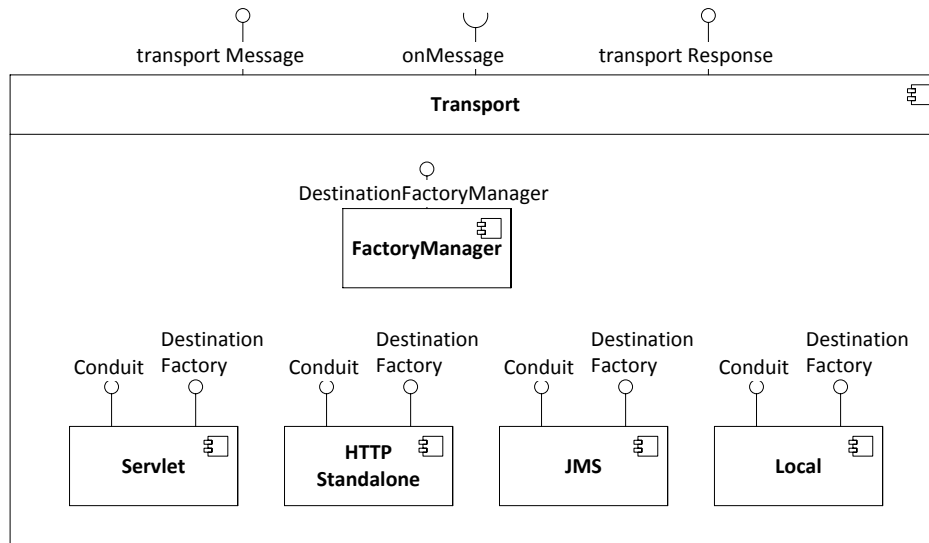 transport Message
onMessage
transport Response
Transport
DestinationFactoryManager
FactoryManager
Conduit
Destination
Factory
Conduit
Destination
Factory
Conduit
Destination
Factory
Conduit
Destination
Factory
Servlet
HTTP
Standalone
JMS
Local